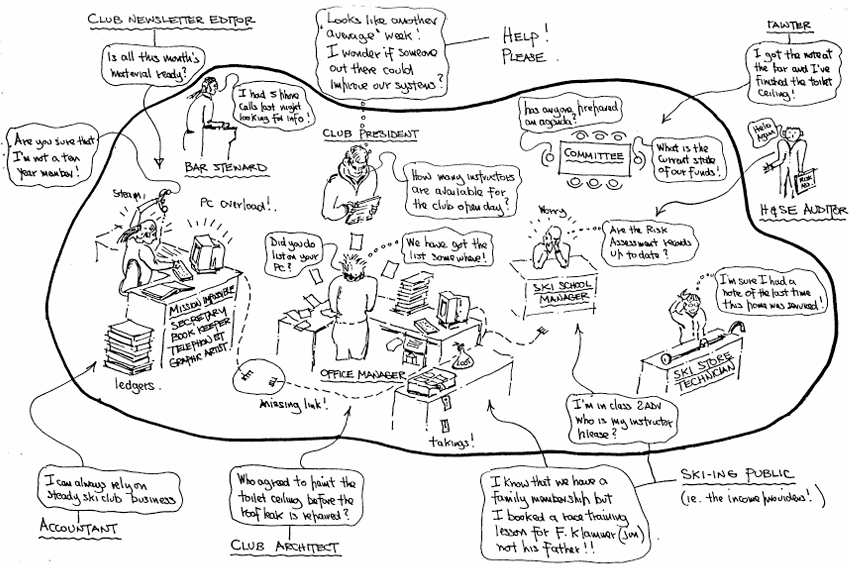 CLUB NEWSLETTER EDITOR
Is all this month's
material ready?
Looks like another
'average' week!
I wonder if someone
out there could
improve our systems?
HELP!
PLEASE.
PAINTER
I got the note at
the bar and I've
finished the toilet
ceiling!
Are you sure that
I'm not a ten
year member!
I had 5 phone
calls last night
looking for info!
BAR STEWARD
CLUB PRESIDENT
How many instructors
are available for
the club open day?
has anyone prepared
an agenda?
COMMITTEE
What is the
current state
of our funds!
Hello
Again
RISK
H&SE AUDITOR
Steam!
PC overload!
MISSION IMPOSSIBLE
SECRETARY
BOOK KEEPER
TELEPHONIST
GRAPHIC ARTIST
ledgers.
Did you do
list on your
PC?
We have got the
list somewhere!
OFFICE MANAGER
missing link!
takings!
Worry
SKI SCHOOL
MANAGER
Are the Risk
Assessment records
up to date?
I'm sure I had a
note of the last time
this poma was serviced!
SKI STORE
TECHNICIAN
I'm in class 2ADV
who is my instructor
please?
I can always rely on
steady ski club business
ACCOUNTANT
Who agreed to paint the
toilet ceiling before the
roof leak is repaired?
CLUB ARCHITECT
I know that we have a
family membership but
I booked a race training
lesson for F. Klammer (jun)
not his father!!
SKI-ING PUBLIC
(ie. the income providers!)